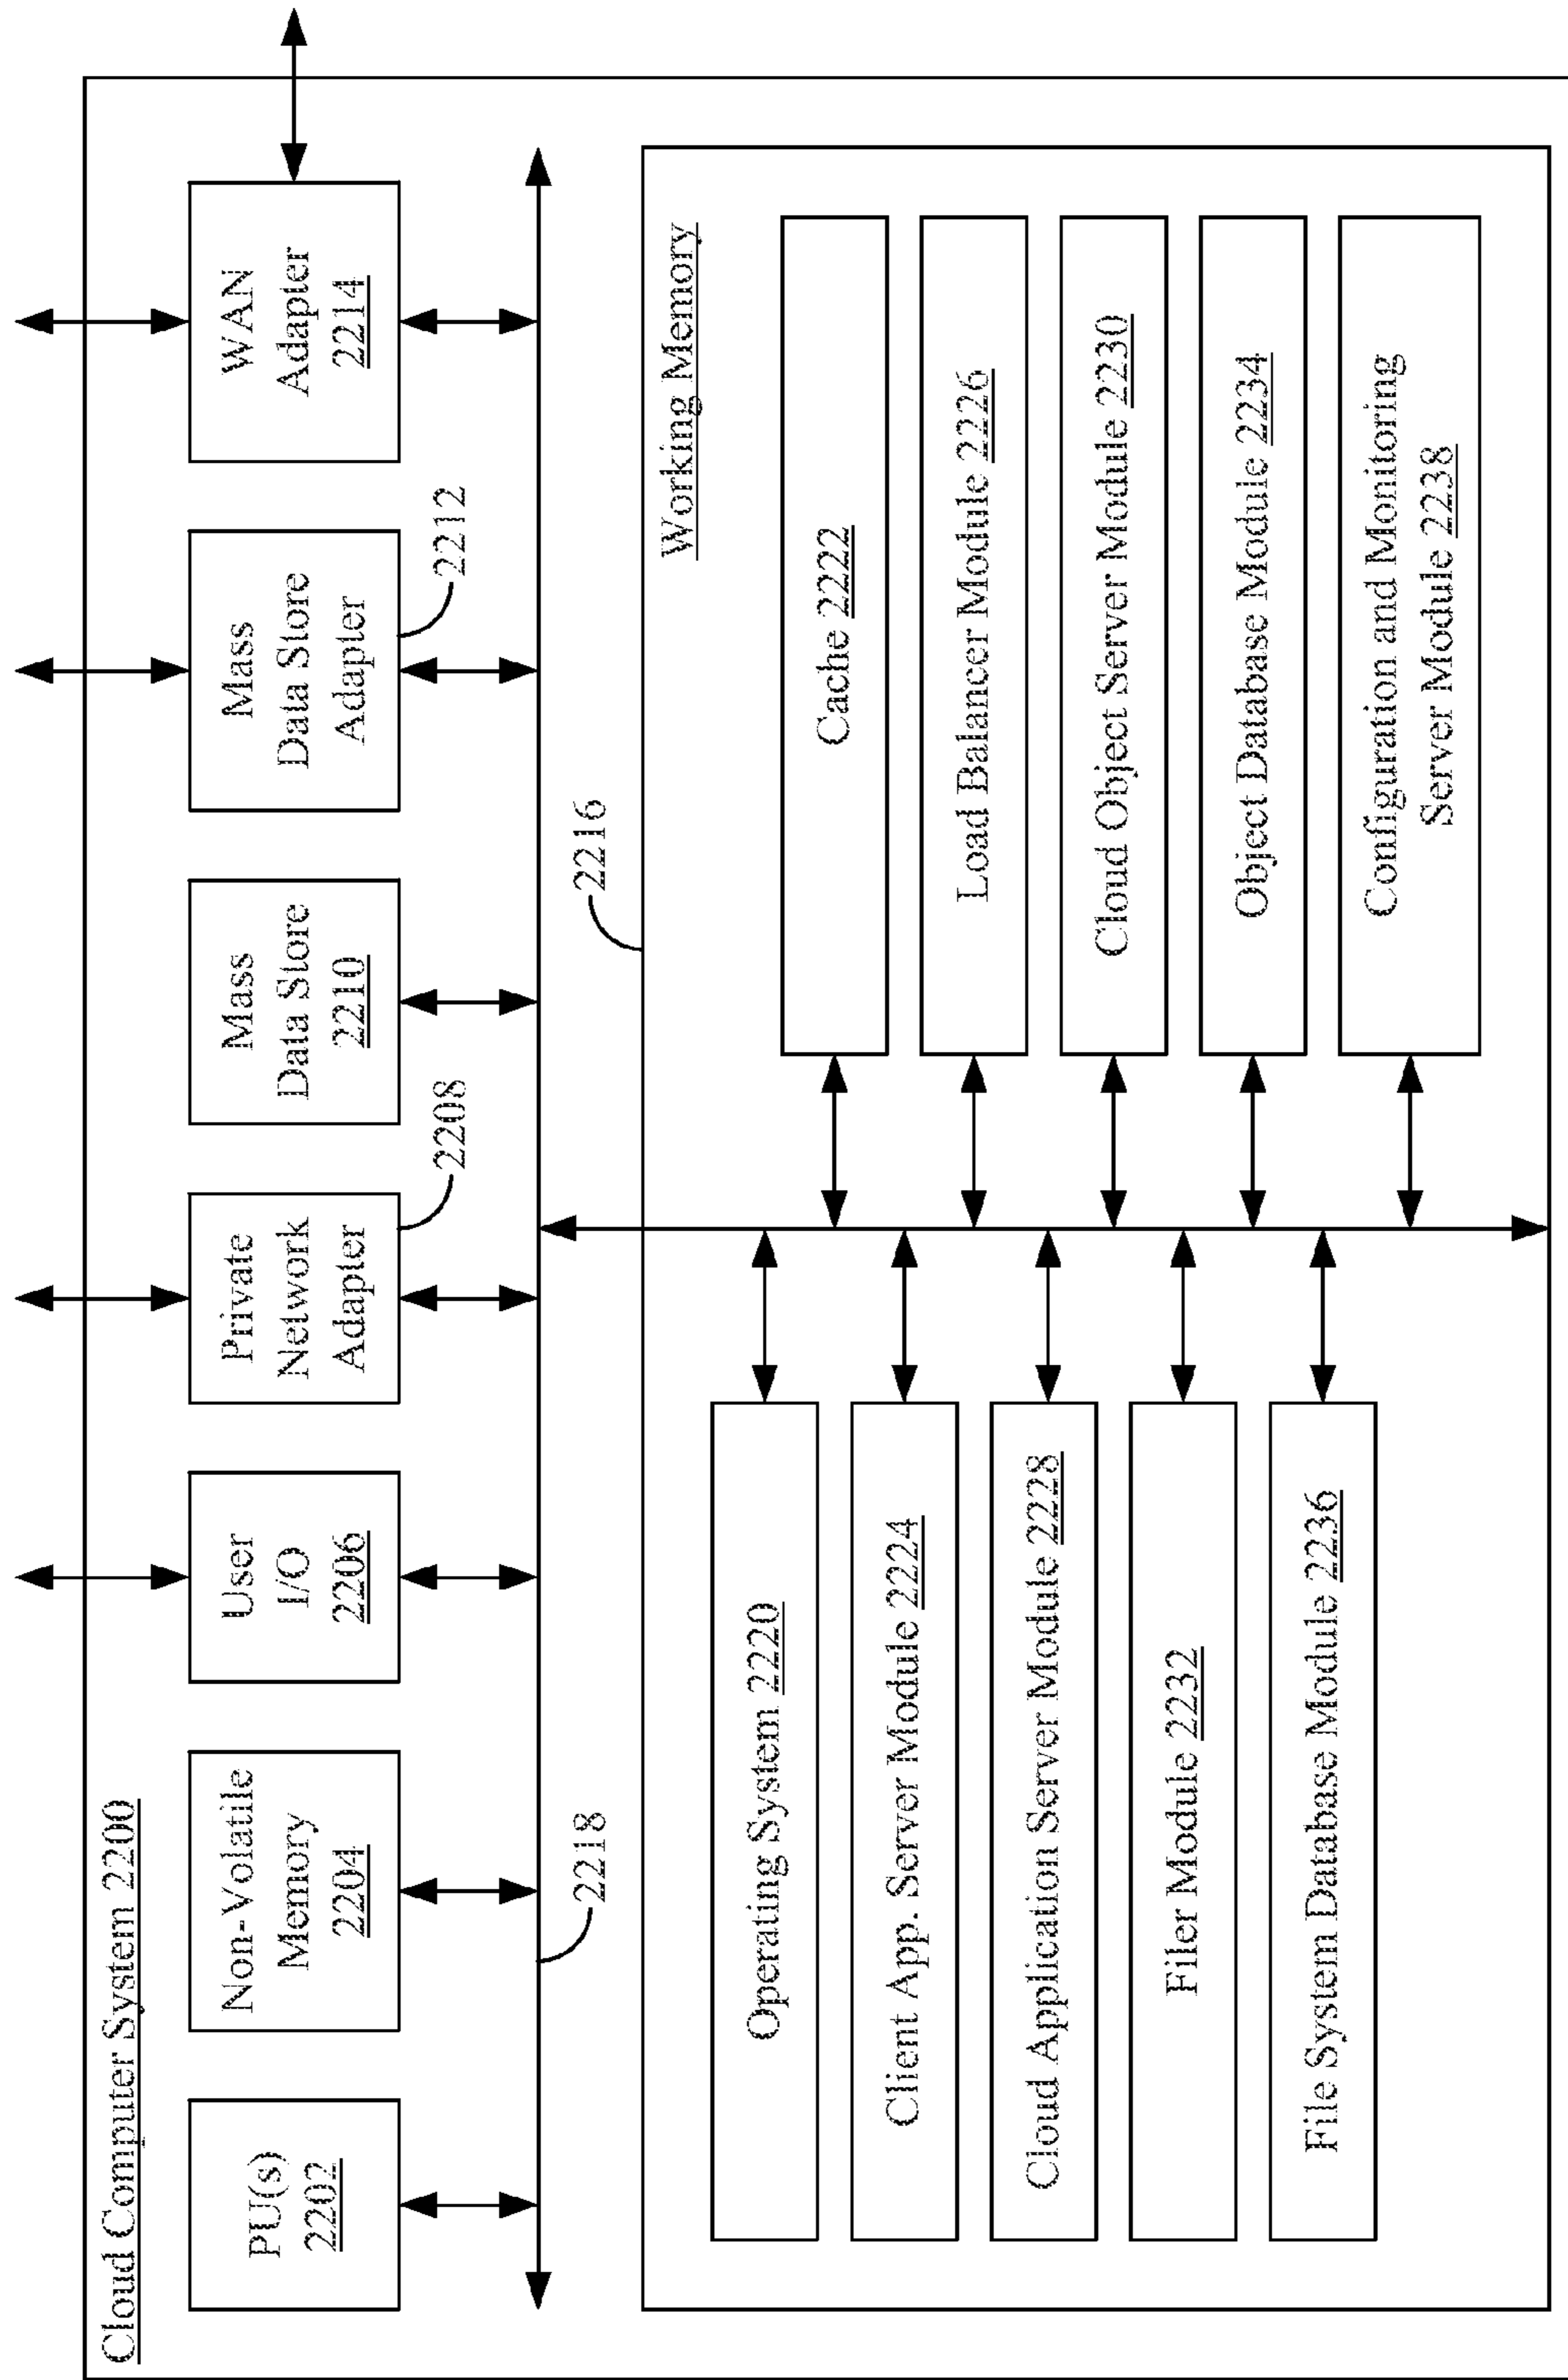 Cloud Computer System 2200
PU(s)
2202
Non-Volatile
Memory
2204
User
I/O
2206
Private
Network
Adapter
2208
Mass
Data Store
2210
Mass
Data Store
Adapter
2212
WAN
Adapter
2214
2218
2216
Working Memory
Operating System 2220
Client App. Server Module 2224
Cloud Application Server Module 2228
Filer Module 2232
File System Database Module 2236
Cache 2222
Load Balancer Module 2226
Cloud Object Server Module 2230
Object Database Module 2234
Configuration and Monitoring
Server Module 2238